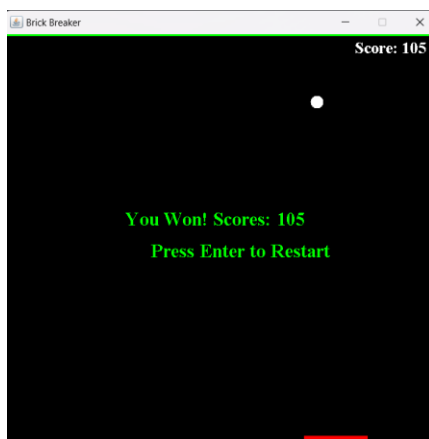 Brick Breaker
Score: 105
You Won! Scores: 105
Press Enter to Restart